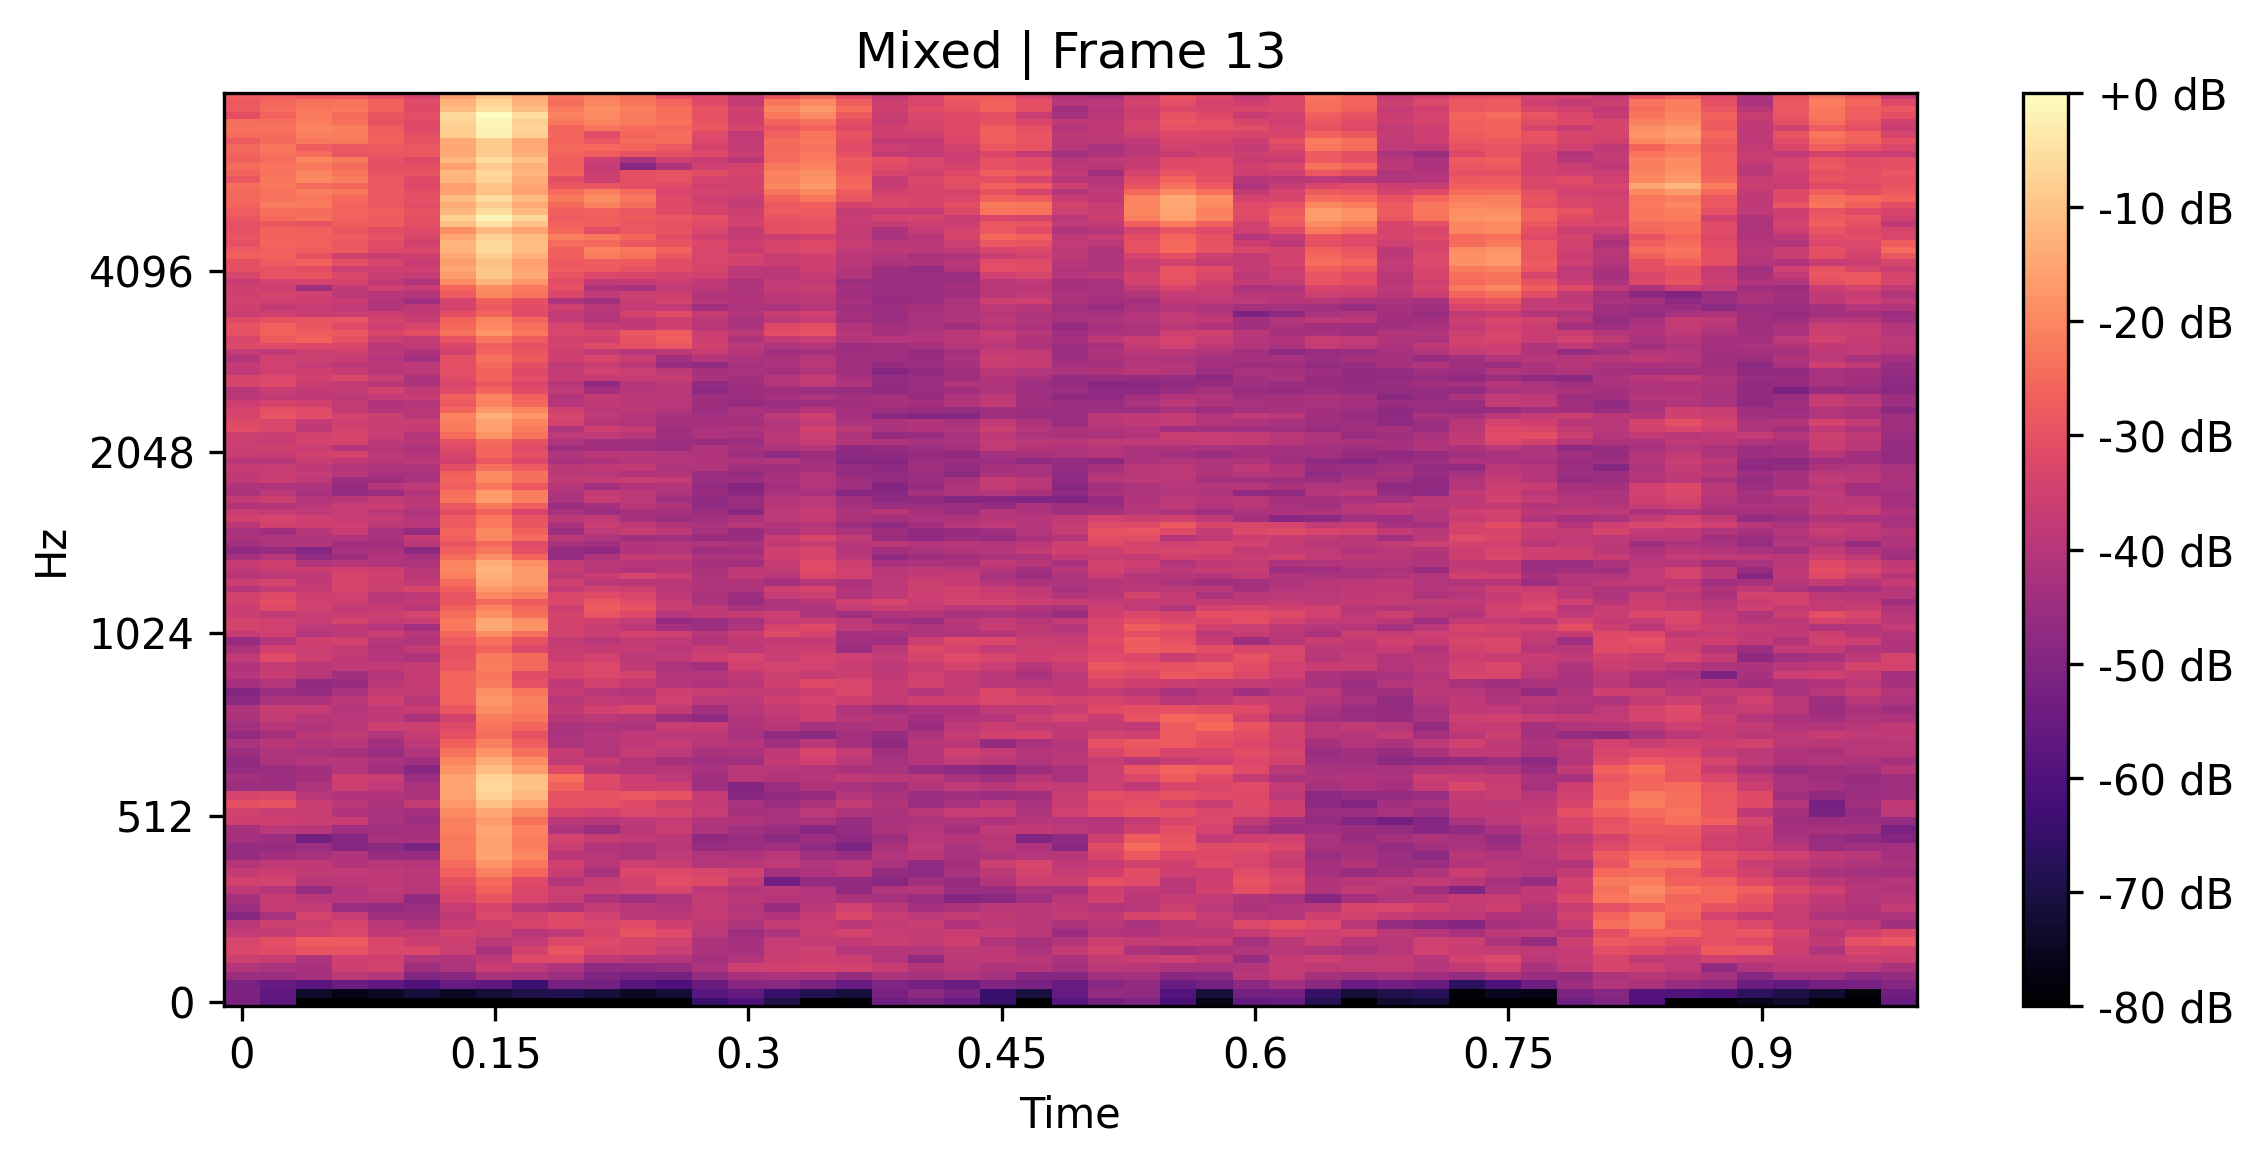 Mixed | Frame 13
+0 dB
-10 dB
4096
-20 dB
-30 dB
2048
Hz
-40 dB
1024
-50 dB
-60 dB
512
-70 dB
0
-80 dB
0 0.15 0.3 0.45 0.6 0.75 0.9
Time